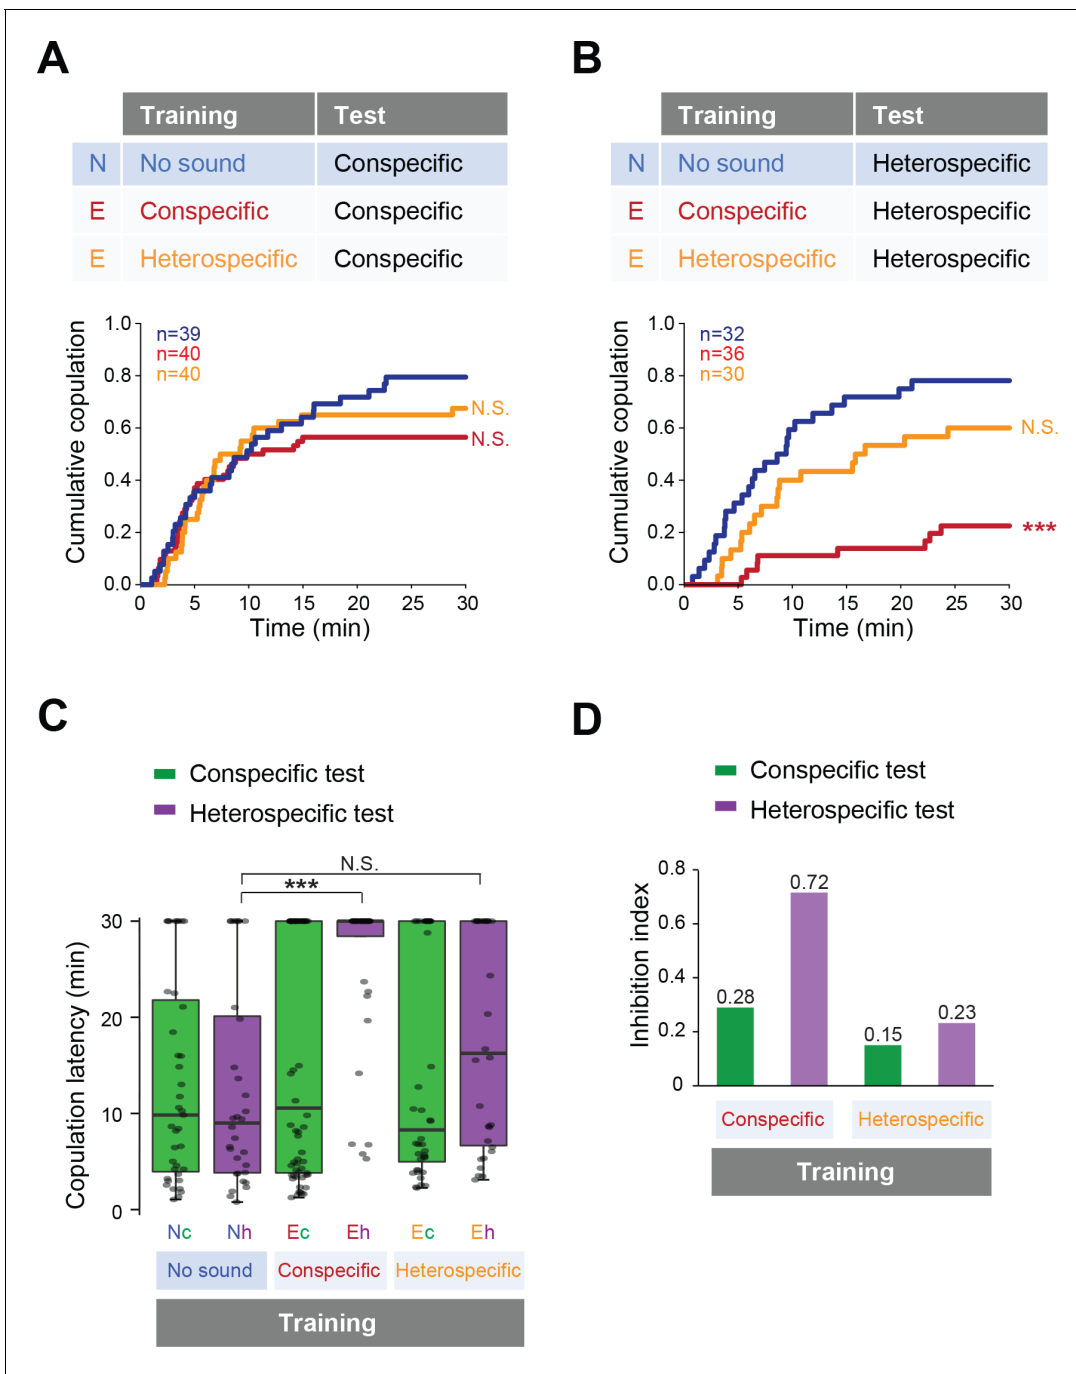 A
Training Test
N No sound Conspecific
E Conspecific Conspecific
E Heterospecific Conspecific
Cumulative copulation
1.0
0.8
0.6
0.4
0.2
0.0
n=39
n=40
n=40
N.S.
N.S.
0 5 10 15 20 25 30
Time (min)
B
Training Test
N No sound Heterospecific
E Conspecific Heterospecific
E Heterospecific Heterospecific
Cumulative copulation
1.0
0.8
0.6
0.4
0.2
0.0
n=32
n=36
n=30
N.S.
***
0 5 10 15 20 25 30
Time (min)
C
Conspecific test
Heterospecific test
N.S.
***
Copulation latency (min)
30
20
10
0
Nc Nh Ec Eh Ec Eh
No sound Conspecific Heterospecific
Training
D
Conspecific test
Heterospecific test
Inhibition index
0.8
0.6
0.4
0.2
0
0.28
0.72
0.15
0.23
Conspecific Heterospecific
Training